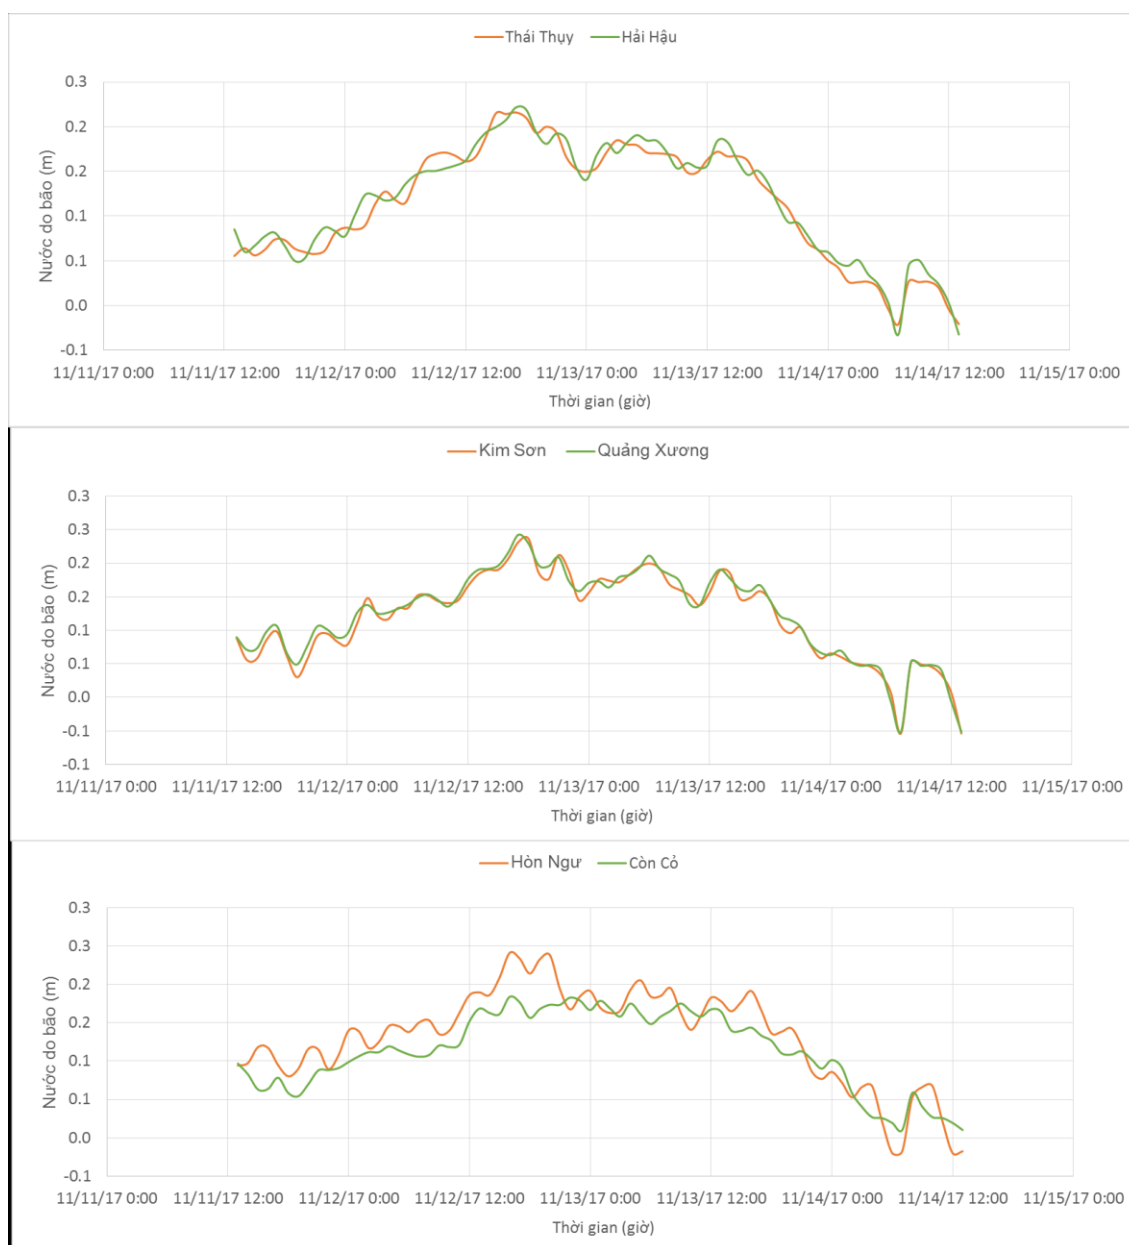 Thái Thụy Hải Hậu
0.3
0.2
0.2
0.1
0.1
0.0
-0.1
Nước do bão (m)
11/11/17 0:00 11/11/17 12:00 11/12/17 0:00 11/12/17 12:00 11/13/17 0:00 11/13/17 12:00 11/14/17 0:00 11/14/17 12:00 11/15/17 0:00
Thời gian (giờ)
Kim Sơn Quảng Xương
0.3
0.3
0.2
0.2
0.1
0.1
0.0
-0.1
-0.1
Nước do bão (m)
11/11/17 0:00 11/11/17 12:00 11/12/17 0:00 11/12/17 12:00 11/13/17 0:00 11/13/17 12:00 11/14/17 0:00 11/14/17 12:00 11/15/17 0:00
Thời gian (giờ)
Hòn Ngư Còn Cỏ
0.3
0.3
0.2
0.2
0.1
0.1
0.0
-0.1
Nước do bão (m)
11/11/17 0:00 11/11/17 12:00 11/12/17 0:00 11/12/17 12:00 11/13/17 0:00 11/13/17 12:00 11/14/17 0:00 11/14/17 12:00 11/15/17 0:00
Thời gian (giờ)